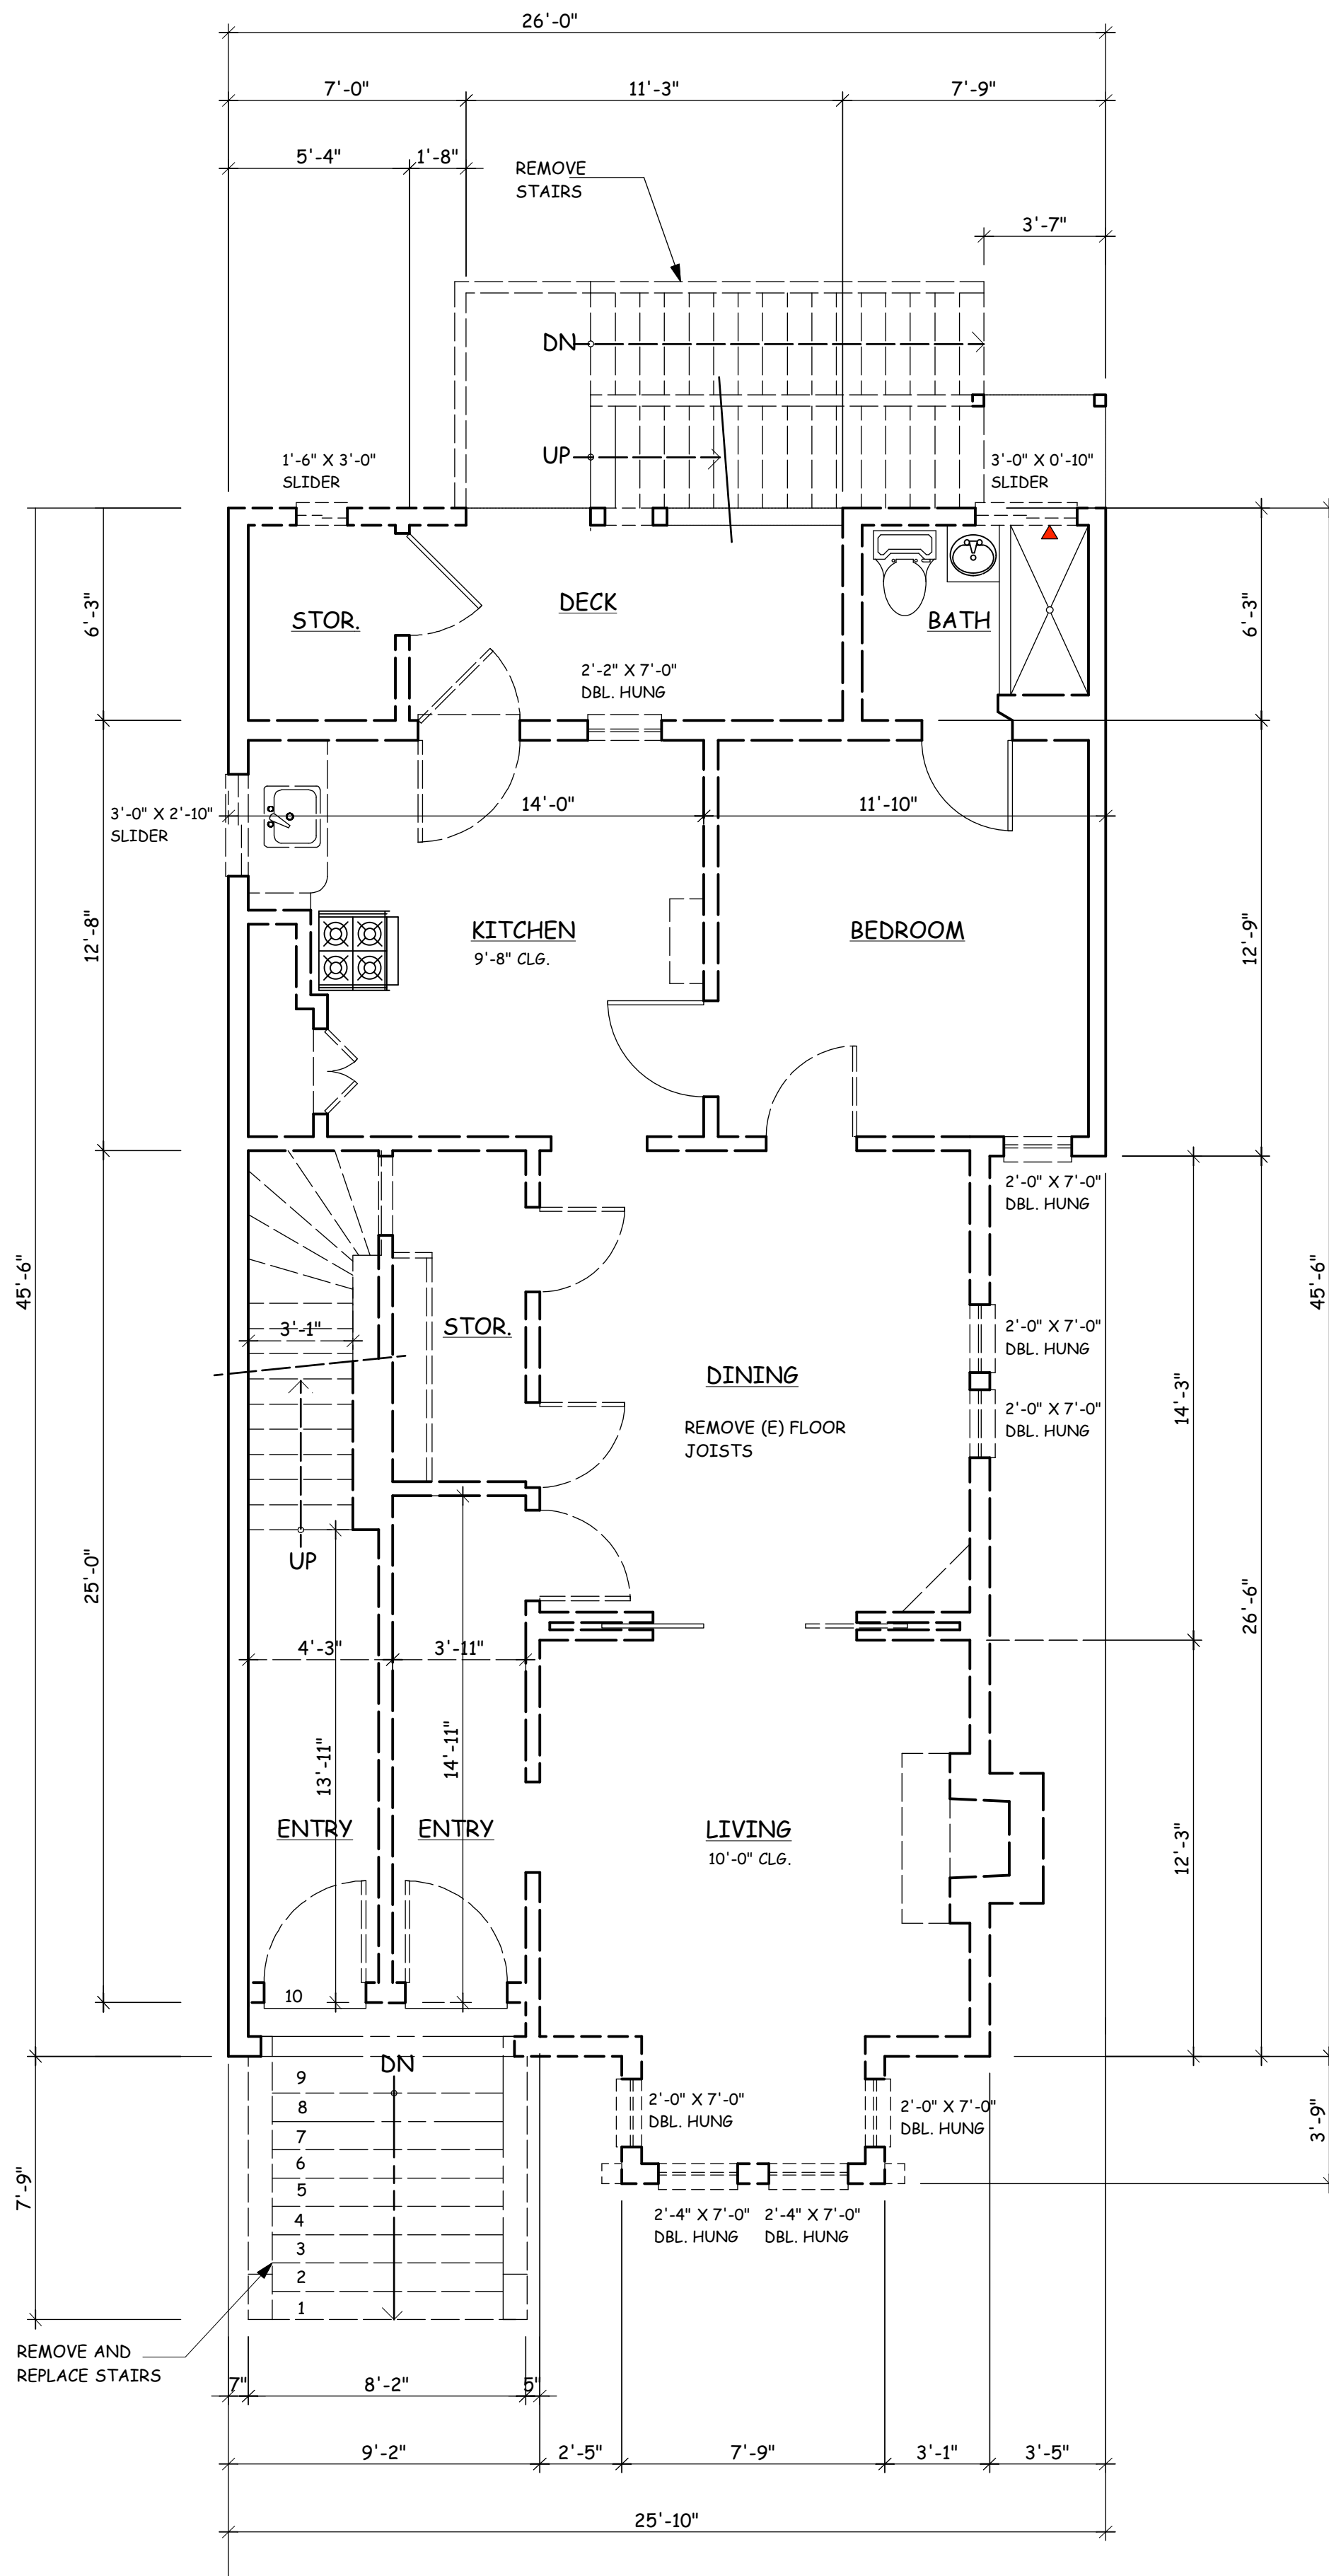 26'-0"
7'-0"
11'-3"
7'-9"
5'-4"
1'-8"
REMOVE
STAIRS
3'-7"
DN
UP
1'-6" X 3'-0"
SLIDER
3'-0" X 0'-10"
SLIDER
6'-3"
STOR.
DECK
BATH
6'-3"
2'-2" X 7'-0"
DBL. HUNG
3'-0" X 2'-10"
SLIDER
14'-0"
11'-10"
12'-8"
KITCHEN
9'-8" CLG.
BEDROOM
12'-9"
2'-0" X 7'-0"
DBL. HUNG
45'-6"
3'-1"
STOR.
2'-0" X 7'-0"
DBL. HUNG
45'-6"
DINING
REMOVE (E) FLOOR
JOISTS
2'-0" X 7'-0"
DBL. HUNG
14'-3"
25'-0"
UP
26'-6"
4'-3"
3'-11"
13'-11"
14'-11"
ENTRY
ENTRY
LIVING
10'-0" CLG.
12'-3"
10
DN
9
8
7
6
5
4
3
2
1
2'-0" X 7'-0"
DBL. HUNG
2'-0" X 7'-0"
DBL. HUNG
3'-9"
7'-9"
2'-4" X 7'-0"
DBL. HUNG
2'-4" X 7'-0"
DBL. HUNG
REMOVE AND
REPLACE STAIRS
7"
8'-2"
5"
9'-2"
2'-5"
7'-9"
3'-1"
3'-5"
25'-10"